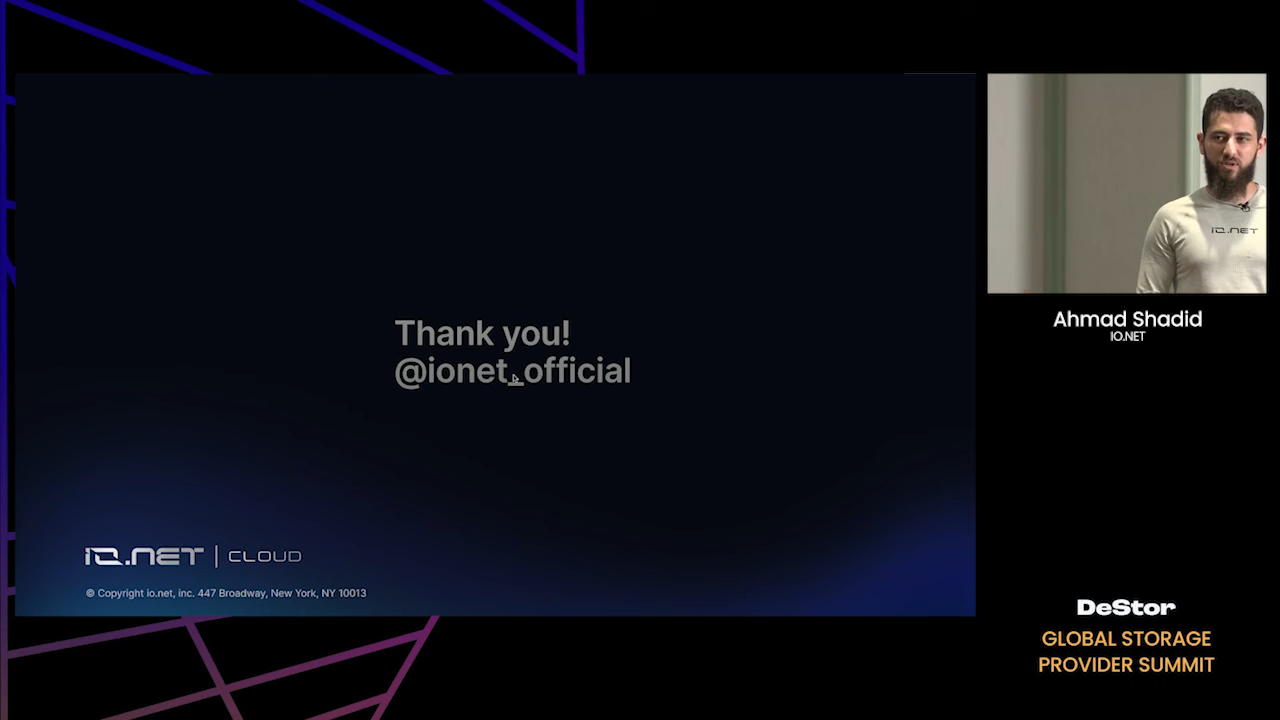 Thank you!
@ionet_official
IO.NET | CLOUD
© Copyright io.net, inc. 447 Broadway, New York, NY 10013
IO.NET
Ahmad Shadid
IO.NET
DeStor
GLOBAL STORAGE
PROVIDER SUMMIT